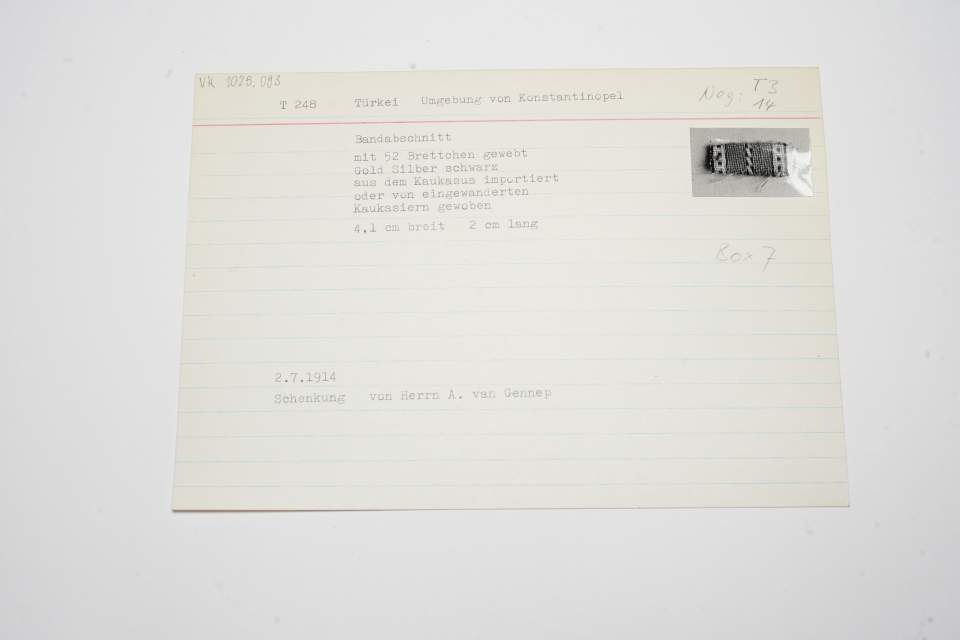 VK 1025.093
T 248 Türkei Umgebung von Konstantinopel
Neg: T3
14
Bandabschnitt
mit 52 Brettchen gewebt
Gold Silber schwarz
aus dem Kaukasus importiert
oder von eingewanderten
Kaukasiern gewoben
4,1 cm breit 2 cm lang
Box 7
2.7.1914
Schenkung von Herrn A. van Gennep